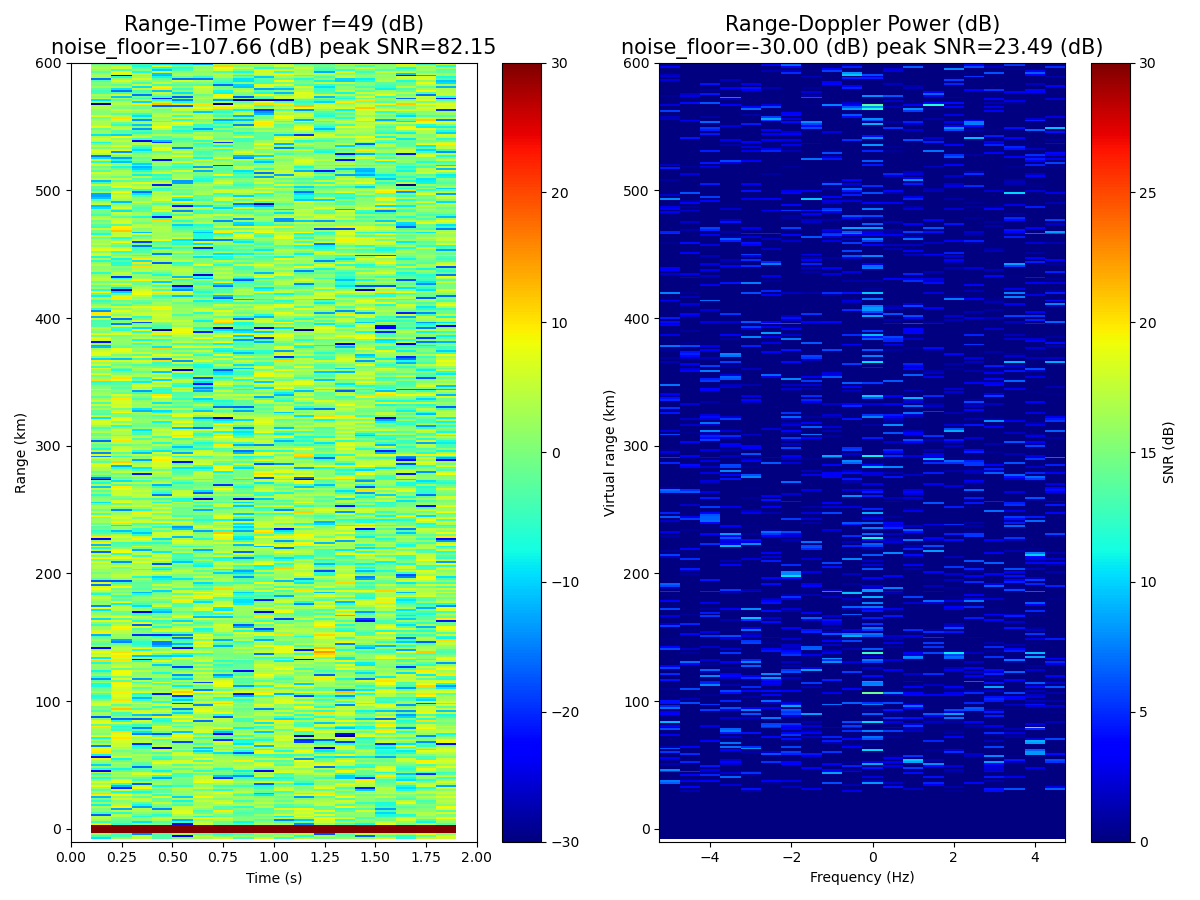 Range-Time Power f=49 (dB)
noise_floor=-107.66 (dB) peak SNR=82.15
Range-Doppler Power (dB)
noise_floor=-30.00 (dB) peak SNR=23.49 (dB)
600
500
400
300
200
100
0
Range (km)
0.00 0.25 0.50 0.75 1.00 1.25 1.50 1.75 2.00
Time (s)
30
20
10
0
−10
−20
−30
600
500
400
300
200
100
0
Virtual range (km)
−4 −2 0 2 4
Frequency (Hz)
30
25
20
15
10
5
0
SNR (dB)